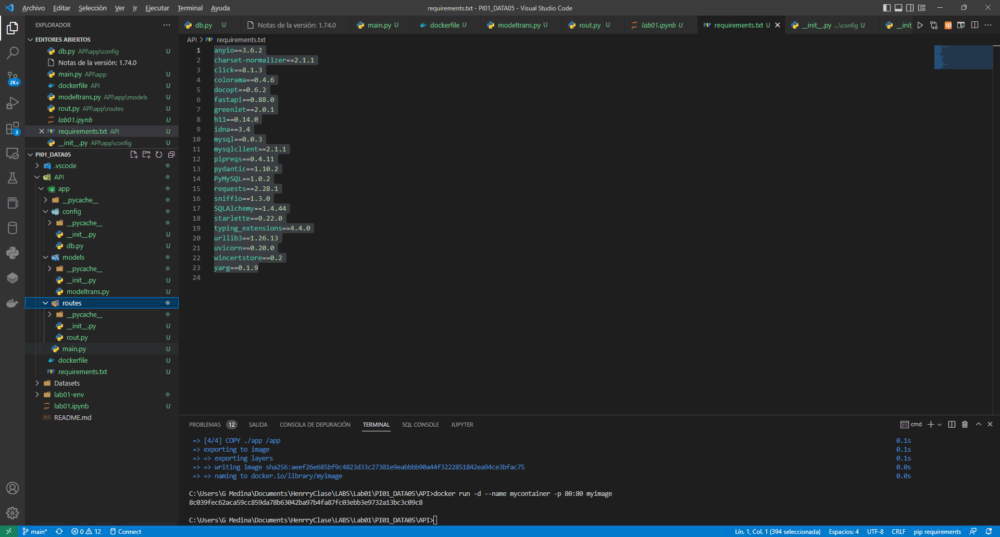 Archivo Editar Selección Ver Ir Ejecutar Terminal Ayuda
requirements.txt - PI01_DATA05 - Visual Studio Code
EXPLORADOR
EDITORES ABIERTOS
db.py API\app\config U
Notas de la versión: 1.74.0
main.py API\app U
dockerfile API U
modeltrans.py API\app\models U
rout.py API\app\routes U
lab01.ipynb U
requirements.txt API U
__init__.py API\app\config U
PI01_DATA05
.vscode
API
app
__pycache__
config
__pycache__
__init__.py U
db.py U
models
__pycache__
__init__.py U
modeltrans.py U
routes
__pycache__
__init__.py U
rout.py U
main.py U
dockerfile U
requirements.txt U
Datasets
lab01-env
lab01.ipynb U
README.md
2K+
3
db.py U Notas de la versión: 1.74.0 main.py U dockerfile U modeltrans.py U rout.py U lab01.ipynb U requirements.txt U __init__.py ...\config U __init_
API > requirements.txt
1 anyio==3.6.2
2 charset-normalizer==2.1.1
3 click==8.1.3
4 colorama==0.4.6
5 docopt==0.6.2
6 fastapi==0.88.0
7 greenlet==2.0.1
8 h11==0.14.0
9 idna==3.4
10 mysql==0.0.3
11 mysqlclient==2.1.1
12 pipreqs==0.4.11
13 pydantic==1.10.2
14 PyMySQL==1.0.2
15 requests==2.28.1
16 sniffio==1.3.0
17 SQLAlchemy==1.4.44
18 starlette==0.22.0
19 typing_extensions==4.4.0
20 urllib3==1.26.13
21 uvicorn==0.20.0
22 wincertstore==0.2
23 yarg==0.1.9
24
PROBLEMAS 12 SALIDA CONSOLA DE DEPURACIÓN TERMINAL SQL CONSOLE JUPYTER cmd
=> [4/4] COPY ./app /app 0.1s
=> exporting to image 0.1s
=> => exporting layers 0.1s
=> => writing image sha256:aeef26e685bf9c4823d33c27381e9eabbbb90a44f3222851842ea94ce3bfac75 0.0s
=> => naming to docker.io/library/myimage 0.0s
C:\Users\G Medina\Documents\HenrryClase\LABS\Lab01\PI01_DATA05\API>docker run -d --name mycontainer -p 80:80 myimage
8c039fec62aca59cc859da78b63042ba97b4fa87fc03ebb3e9732a13bc3c09c8
C:\Users\G Medina\Documents\HenrryClase\LABS\Lab01\PI01_DATA05\API>
main* 0 12 Connect Lín. 1, Col. 1 (394 seleccionada) Espacios: 4 UTF-8 CRLF pip requirements